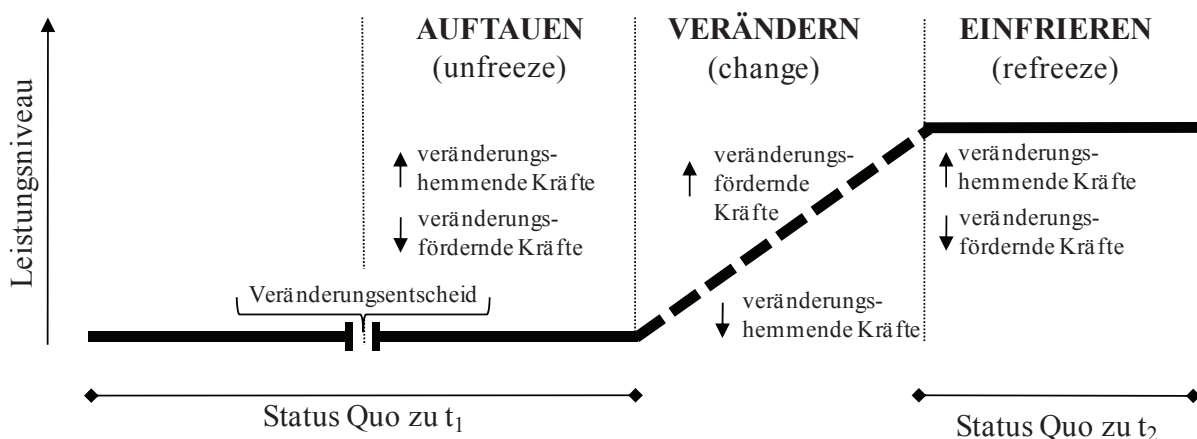 Leistungsniveau
AUFTAUEN
(unfreeze)
VERÄNDERN
(change)
EINFRIEREN
(refreeze)
veränderungs-
hemmende Kräfte
veränderungs-
fördernde Kräfte
veränderungs-
fördernde
Kräfte
veränderungs-
hemmende Kräfte
veränderungs-
hemmende Kräfte
veränderungs-
fördernde Kräfte
Veränderungsentscheid
Status Quo zu t₁
Status Quo zu t₂